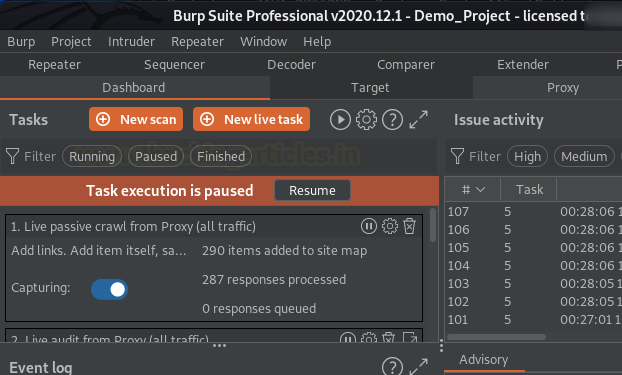 Burp Suite Professional v2020.12.1 - Demo_Project - licensed to
Burp Project Intruder Repeater Window Help
Repeater Sequencer Decoder Comparer Extender P
Dashboard Target Proxy
Tasks New scan New live task Issue activity
Filter Running Paused Finished Filter High Medium
Task execution is paused Resume
# Task
1. Live passive crawl from Proxy (all traffic)
Add links. Add item itself, sa... 290 items added to site map
Capturing: 287 responses processed
0 responses queued
2. Live audit from Proxy (all traffic)
107 5 00:28:06 1
106 5 00:28:06 1
105 5 00:28:06 1
104 5 00:28:06 1
103 5 00:28:05 1
102 5 00:28:05 1
101 5 00:27:01 1
Event log
Advisory